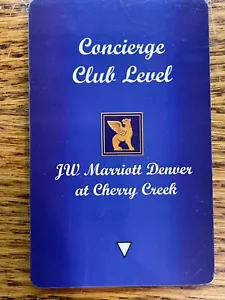 Concierge
Club Level
JW Marriott Denver
at Cherry Creek